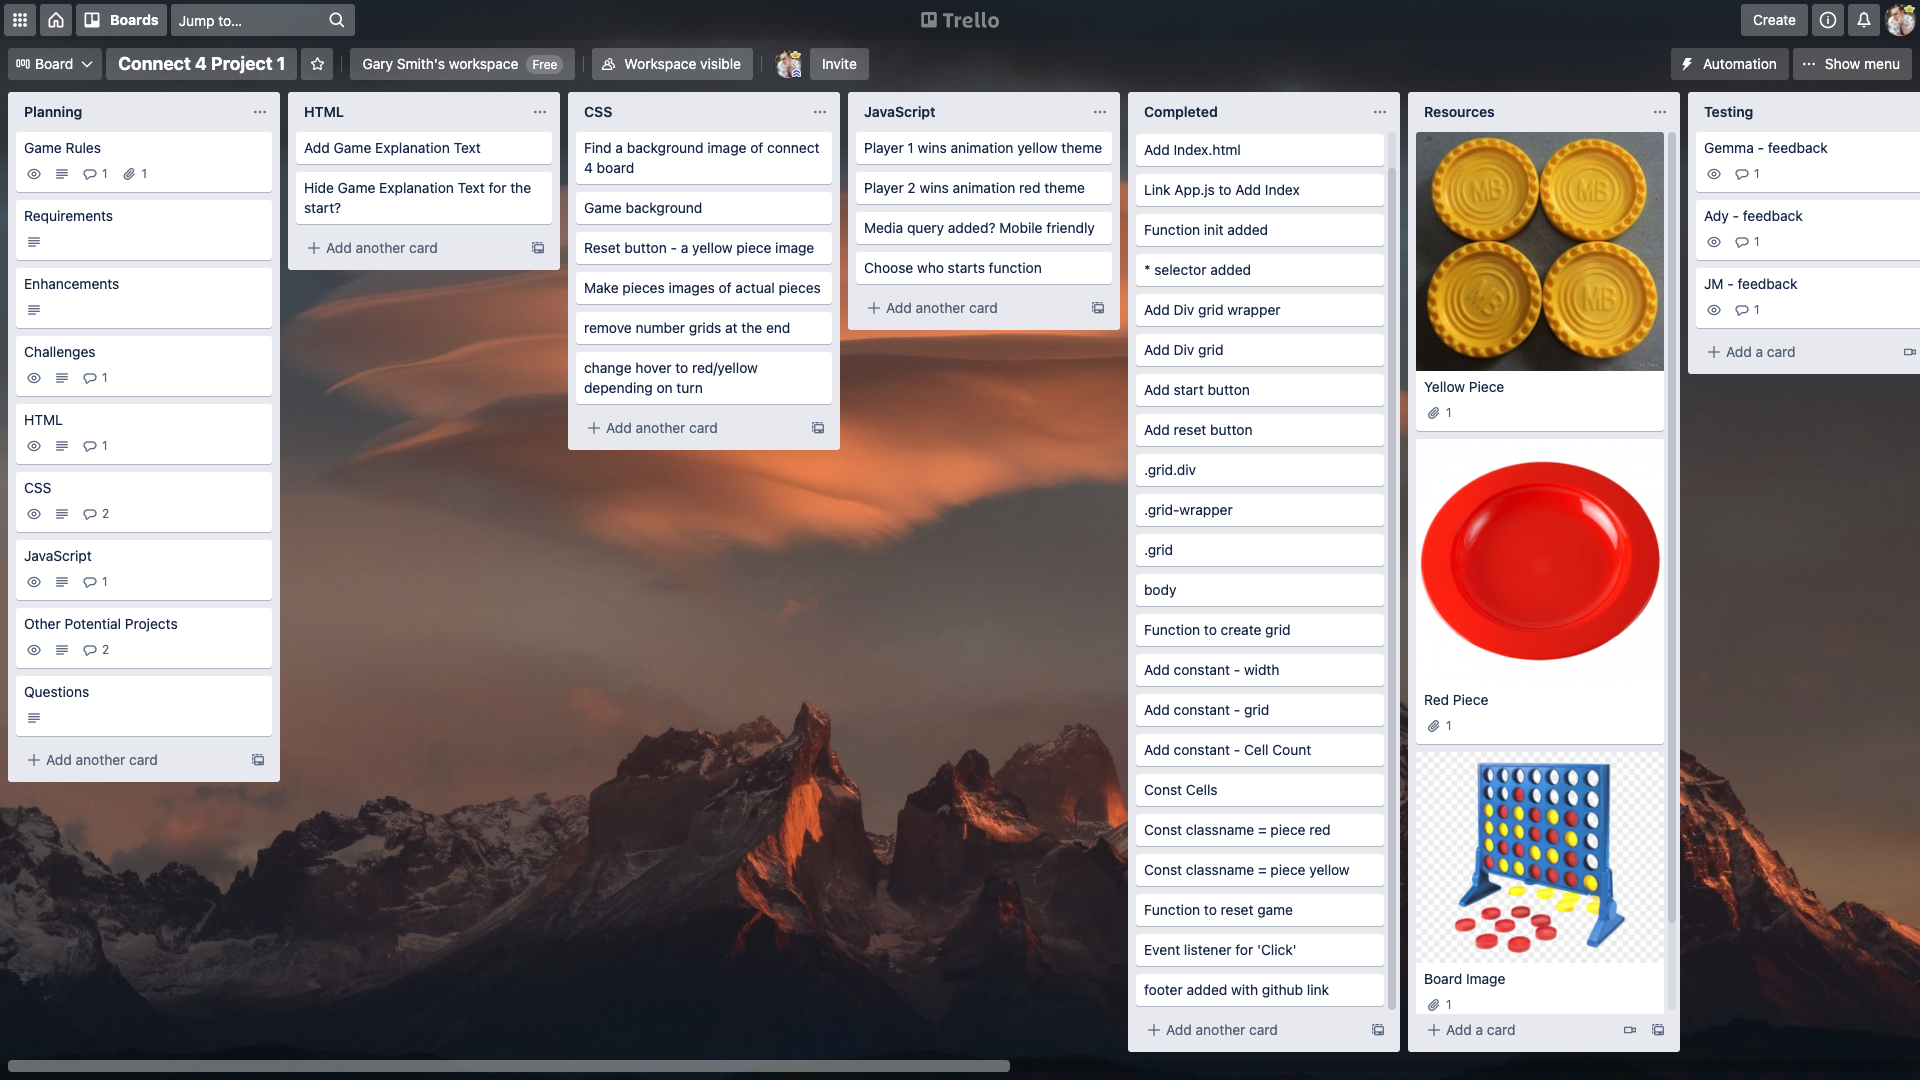 Boards
Jump to...
Trello
Create
Board
Connect 4 Project 1
Gary Smith's workspace Free
Workspace visible
Invite
Automation
Show menu
Planning
Game Rules
1 1
Requirements
Enhancements
Challenges
1
HTML
1
CSS
2
JavaScript
1
Other Potential Projects
2
Questions
Add another card
HTML
Add Game Explanation Text
Hide Game Explanation Text for the
start?
Add another card
CSS
Find a background image of connect
4 board
Game background
Reset button - a yellow piece image
Make pieces images of actual pieces
remove number grids at the end
change hover to red/yellow
depending on turn
Add another card
JavaScript
Player 1 wins animation yellow theme
Player 2 wins animation red theme
Media query added? Mobile friendly
Choose who starts function
Add another card
Completed
Add Index.html
Link App.js to Add Index
Function init added
* selector added
Add Div grid wrapper
Add Div grid
Add start button
Add reset button
.grid.div
.grid-wrapper
.grid
body
Function to create grid
Add constant - width
Add constant - grid
Add constant - Cell Count
Const Cells
Const classname = piece red
Const classname = piece yellow
Function to reset game
Event listener for 'Click'
footer added with github link
Add another card
Resources
MB
MB
MB
MB
Yellow Piece
1
Red Piece
1
Board Image
1
Add a card
Testing
Gemma - feedback
1
Ady - feedback
1
JM - feedback
1
Add a card